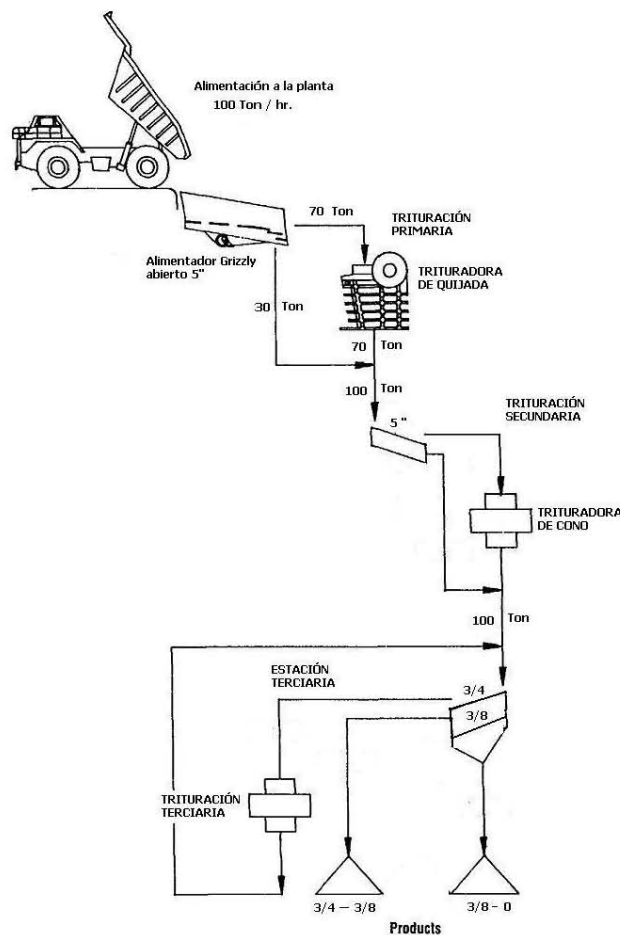 Alimentación a la planta
100 Ton / hr.
70 Ton
TRITURACIÓN
PRIMARIA
Alimentador Grizzly
abierto 5"
TRITURADORA
DE QUIJADA
30 Ton
70 Ton
100 Ton
TRITURACIÓN
SECUNDARIA
5 "
TRITURADORA
DE CONO
100 Ton
ESTACIÓN
TERCIARIA
3/4
3/8
TRITURACIÓN
TERCIARIA
3/4 — 3/8
3/8 - 0
Products